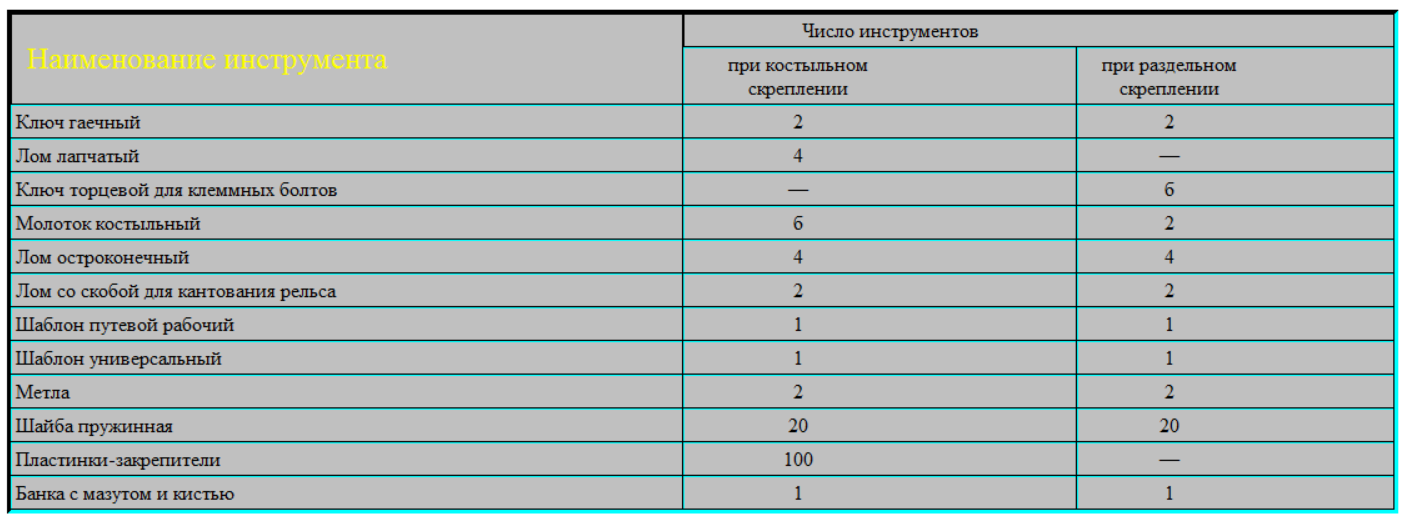 Наименование инструмента
Число инструментов
при костыльном
скреплении
при раздельном
скреплении
Ключ гаечный 2 2
Лом лапчатый 4 —
Ключ торцевой для клеммных болтов — 6
Молоток костыльный 6 2
Лом остроконечный 4 4
Лом со скобой для кантования рельса 2 2
Шаблон путевой рабочий 1 1
Шаблон универсальный 1 1
Метла 2 2
Шайба пружинная 20 20
Пластинки-закрепители 100 —
Банка с мазутом и кистью 1 1